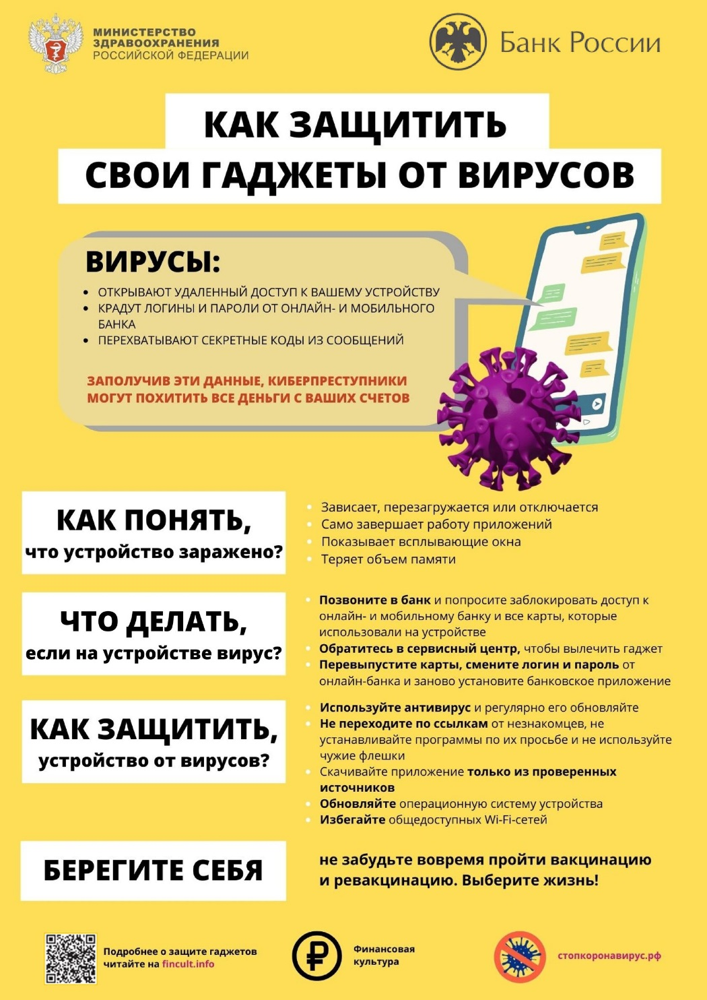 МИНИСТЕРСТВО
ЗДРАВООХРАНЕНИЯ
РОССИЙСКОЙ ФЕДЕРАЦИИ
Банк России
КАК ЗАЩИТИТЬ
СВОИ ГАДЖЕТЫ ОТ ВИРУСОВ
ВИРУСЫ:
• ОТКРЫВАЮТ УДАЛЕННЫЙ ДОСТУП К ВАШЕМУ УСТРОЙСТВУ
• КРАДУТ ЛОГИНЫ И ПАРОЛИ ОТ ОНЛАЙН- И МОБИЛЬНОГО
БАНКА
• ПЕРЕХВАТЫВАЮТ СЕКРЕТНЫЕ КОДЫ ИЗ СООБЩЕНИЙ
ЗАПОЛУЧИВ ЭТИ ДАННЫЕ, КИБЕРПРЕСТУПНИКИ
МОГУТ ПОХИТИТЬ ВСЕ ДЕНЬГИ С ВАШИХ СЧЕТОВ
КАК ПОНЯТЬ,
что устройство заражено?
• Зависает, перезагружается или отключается
• Само завершает работу приложений
• Показывает всплывающие окна
• Теряет объем памяти
ЧТО ДЕЛАТЬ,
если на устройстве вирус?
• Позвоните в банк и попросите заблокировать доступ к
онлайн- и мобильному банку и все карты, которые
использовали на устройстве
• Обратитесь в сервисный центр, чтобы вылечить гаджет
• Перевыпустите карты, смените логин и пароль от
онлайн-банка и заново установите банковское приложение
КАК ЗАЩИТИТЬ,
устройство от вирусов?
• Используйте антивирус и регулярно его обновляйте
• Не переходите по ссылкам от незнакомцев, не
устанавливайте программы по их просьбе и не используйте
чужие флешки
• Скачивайте приложение только из проверенных
источников
• Обновляйте операционную систему устройства
• Избегайте общедоступных Wi-Fi-сетей
БЕРЕГИТЕ СЕБЯ
не забудьте вовремя пройти вакцинацию
и ревакцинацию. Выберите жизнь!
Подробнее о защите гаджетов
читайте на fincult.info
Финансовая
культура
стопкоронавирус.рф